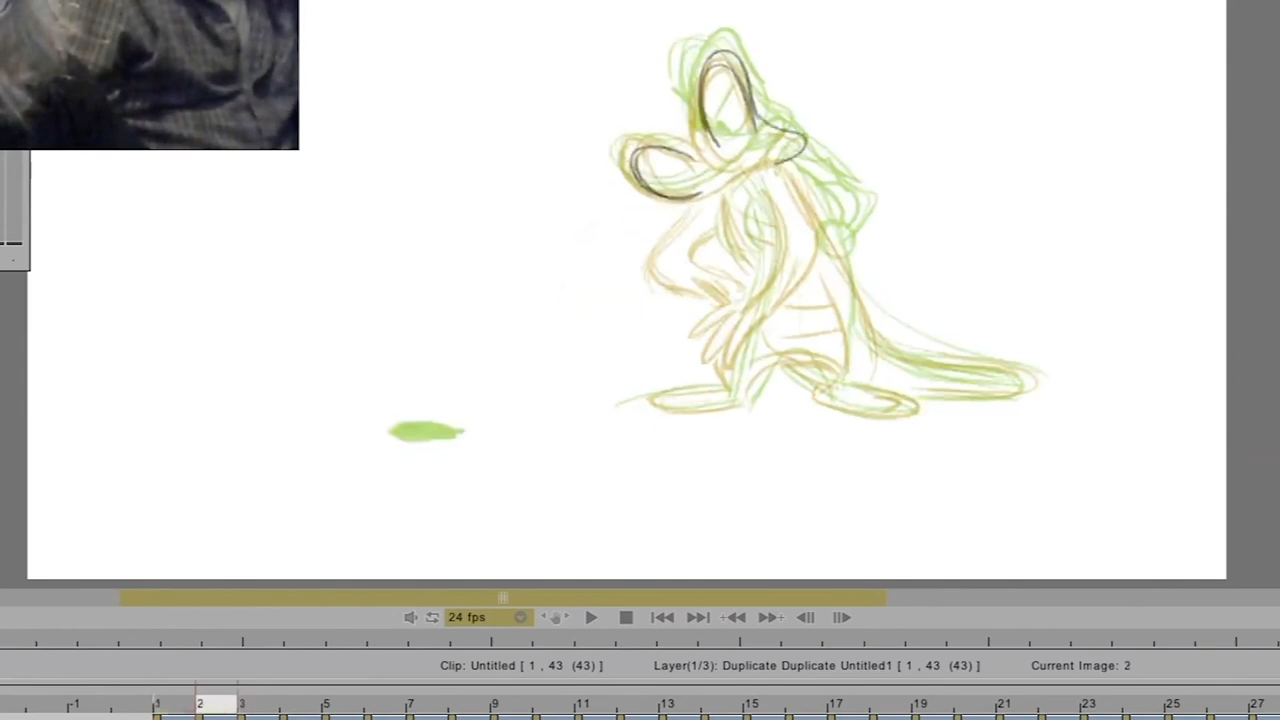 24 fps
Clip: Untitled [ 1 , 43 (43) ] Layer(1/3): Duplicate Duplicate Untitled1 [ 1 , 43 (43) ] Current Image: 2
-1 1 2 3 5 7 9 11 13 15 17 19 21 23 25 27